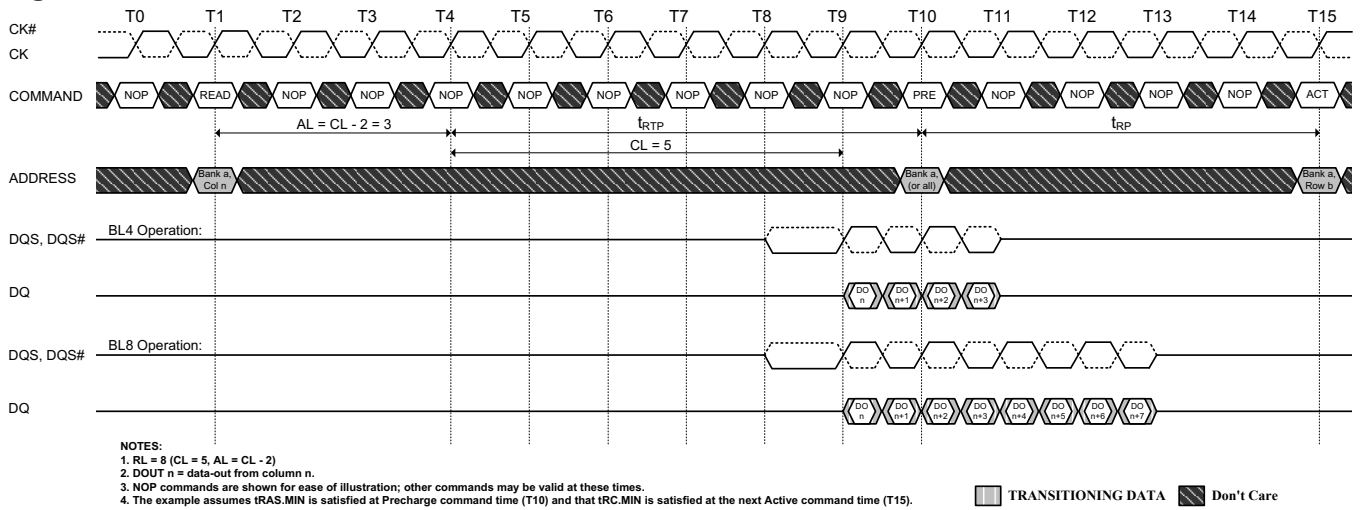 T0 T1 T2 T3 T4 T5 T6 T7 T8 T9 T10 T11 T12 T13 T14 T15
CK#
CK
COMMAND NOP READ NOP NOP NOP NOP NOP NOP NOP NOP PRE NOP NOP NOP NOP ACT
AL = CL - 2 = 3 tRTP tRP
CL = 5
ADDRESS
Bank a, Bank a, Bank a,
Col n (or all) Row b
BL4 Operation:
DQS, DQS#
DQ
DO DO DO DO
n n+1 n+2 n+3
BL8 Operation:
DQS, DQS#
DQ
DO DO DO DO DO DO DO DO
n n+1 n+2 n+3 n+4 n+5 n+6 n+7
NOTES:
1. RL = 8 (CL = 5, AL = CL - 2)
2. DOUT n = data-out from column n.
3. NOP commands are shown for ease of illustration; other commands may be valid at these times.
4. The example assumes tRAS.MIN is satisfied at Precharge command time (T10) and that tRC.MIN is satisfied at the next Active command time (T15).
TRANSITIONING DATA Don't Care